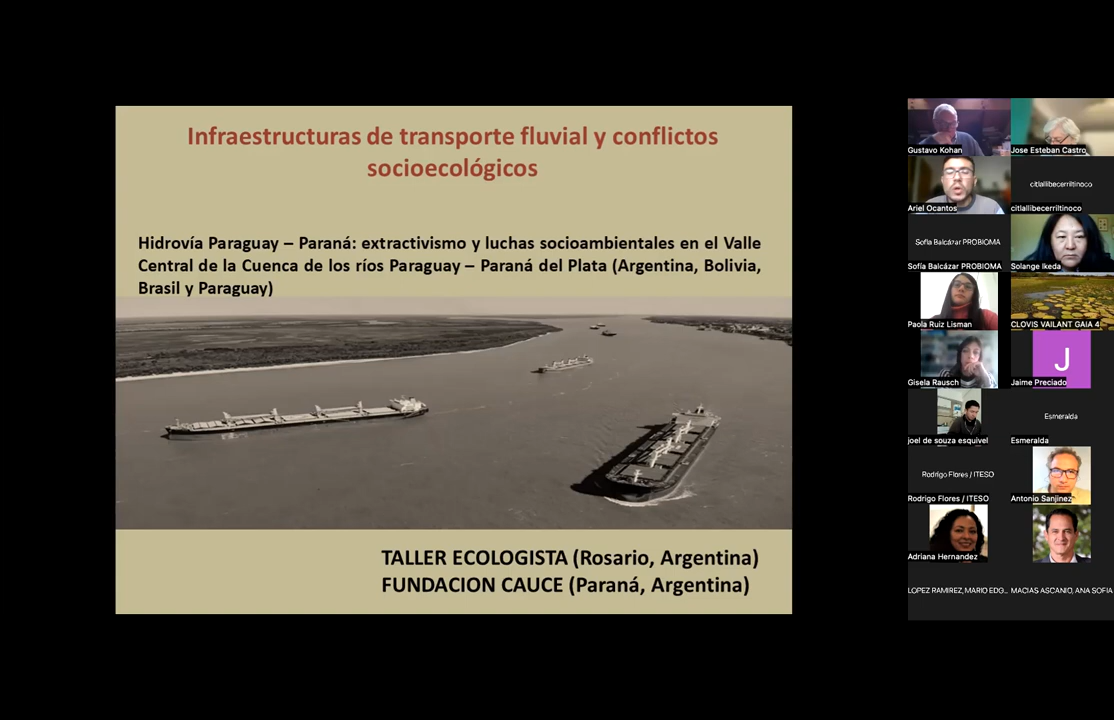 Infraestructuras de transporte fluvial y conflictos
socioecológicos
Hidrovía Paraguay – Paraná: extractivismo y luchas socioambientales en el Valle
Central de la Cuenca de los ríos Paraguay – Paraná del Plata (Argentina, Bolivia,
Brasil y Paraguay)
TALLER ECOLOGISTA (Rosario, Argentina)
FUNDACION CAUCE (Paraná, Argentina)
Gustavo Kohan
Jose Esteban Castro
Ariel Ocantos
citlallibecerriltinoco
citlallibecerriltinoco
Sofía Balcázar PROBIOMA
Sofía Balcázar PROBIOMA
Solange Ikeda
Paola Ruiz Lisman
CLOVIS VAILANT GAIA 4
Gisela Rausch
J
Jaime Preciado
joel de souza esquivel
Esmeralda
Esmeralda
Rodrigo Flores / ITESO
Rodrigo Flores / ITESO
Antonio Sanjinez
Adriana Hernandez
LOPEZ RAMIREZ, MARIO EDG...
MACIAS ASCANIO, ANA SOFIA